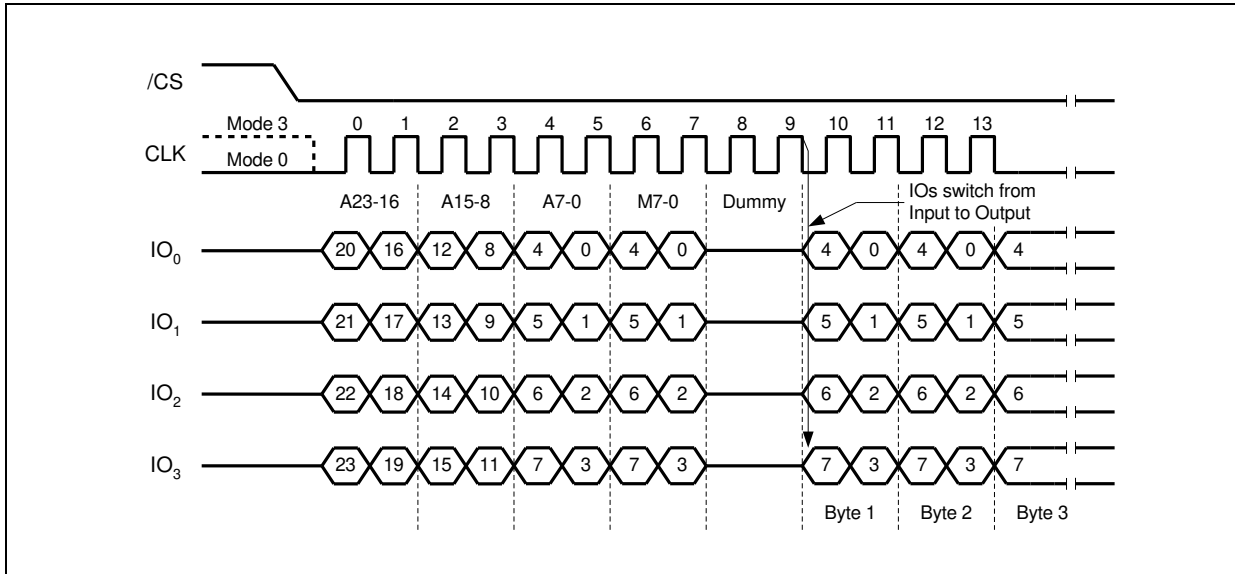 /CS
Mode 3 0 1 2 3 4 5 6 7 8 9 10 11 12 13
CLK
Mode 0
IOs switch from
Input to Output
A23-16 A15-8 A7-0 M7-0 Dummy
IO0 20 16 12 8 4 0 4 0 4 0 4 0 4
IO1 21 17 13 9 5 1 5 1 5 1 5 1 5
IO2 22 18 14 10 6 2 6 2 6 2 6 2 6
IO3 23 19 15 11 7 3 7 3 7 3 7 3 7
Byte 1 Byte 2 Byte 3